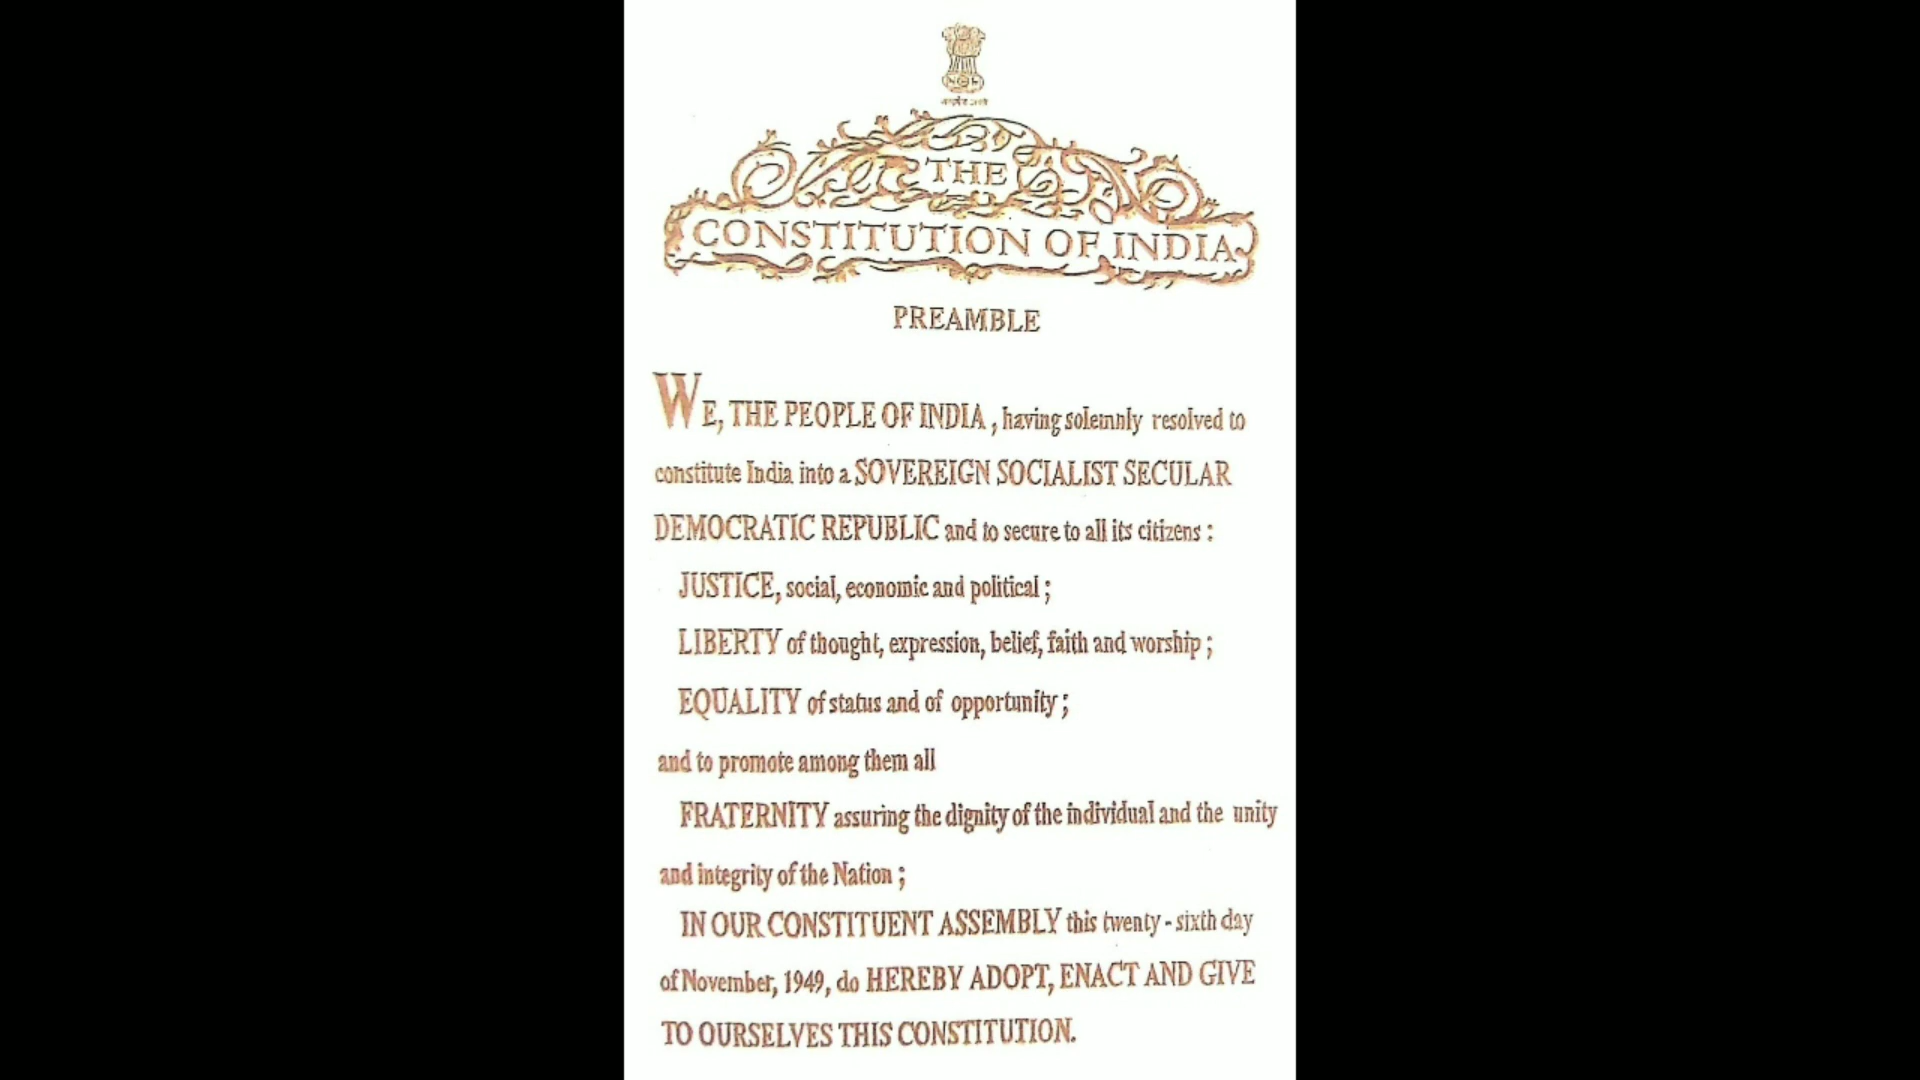 THE
CONSTITUTION OF INDIA
PREAMBLE
WE, THE PEOPLE OF INDIA, having solemnly resolved to
constitute India into a SOVEREIGN SOCIALIST SECULAR
DEMOCRATIC REPUBLIC and to secure to all its citizens :
JUSTICE, social, economic and political ;
LIBERTY of thought, expression, belief, faith and worship ;
EQUALITY of status and of opportunity ;
and to promote among them all
FRATERNITY assuring the dignity of the individual and the unity
and integrity of the Nation ;
IN OUR CONSTITUENT ASSEMBLY this twenty - sixth day
of November, 1949, do HEREBY ADOPT, ENACT AND GIVE
TO OURSELVES THIS CONSTITUTION.